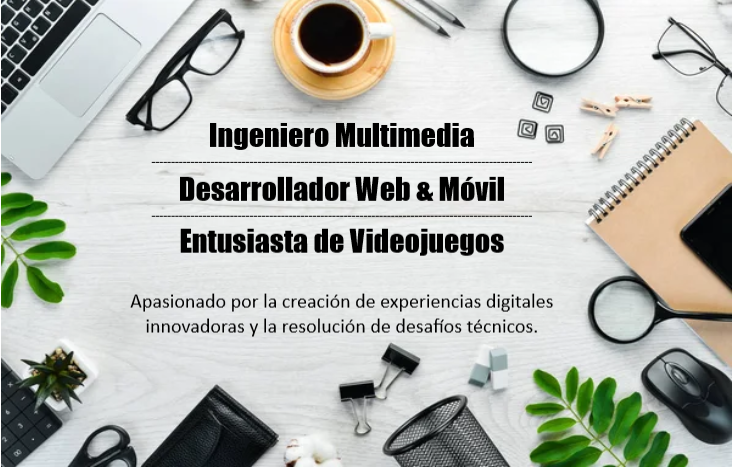 Ingeniero Multimedia
Desarrollador Web & Móvil
Entusiasta de Videojuegos
Apasionado por la creación de experiencias digitales
innovadoras y la resolución de desafíos técnicos.